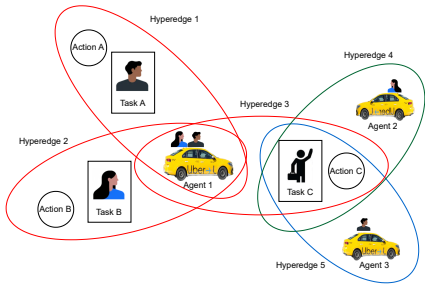 Hyperedge 1
Action A
Task A
Hyperedge 4
Hyperedge 3
Agent 2
Hyperedge 2
Agent 1
Task C
Action C
Action B
Task B
Hyperedge 5
Agent 3